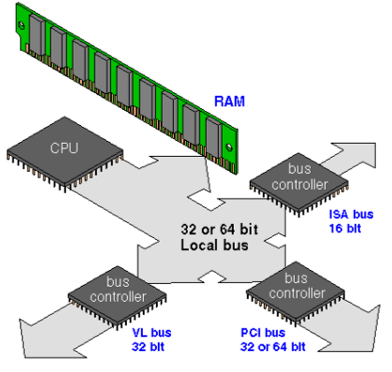 RAM
CPU
bus
controller
ISA bus
16 bit
32 or 64 bit
Local bus
bus
controller
VL bus
32 bit
bus
controller
PCI bus
32 or 64 bit